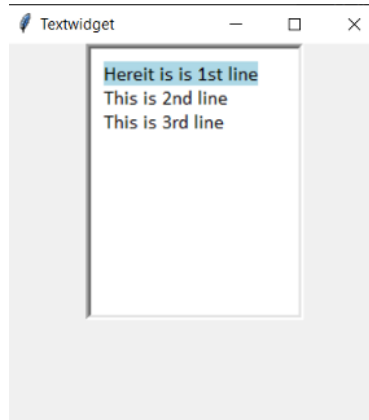 Textwidget
Hereit is is 1st line
This is 2nd line
This is 3rd line